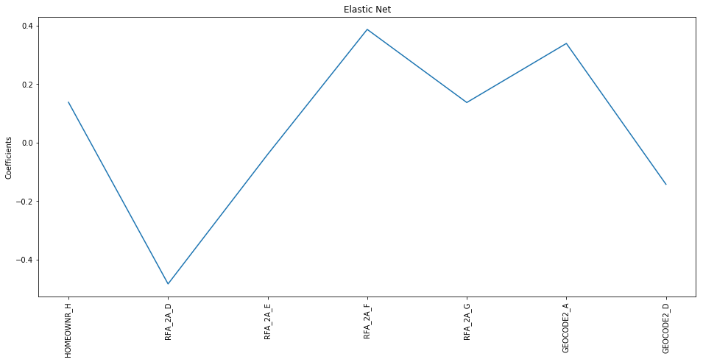 Elastic Net
Coefficients
0.4
0.2
0.0
−0.2
−0.4
HOMEOWNR_H
RFA_2A_D
RFA_2A_E
RFA_2A_F
RFA_2A_G
GEOCODE2_A
GEOCODE2_D